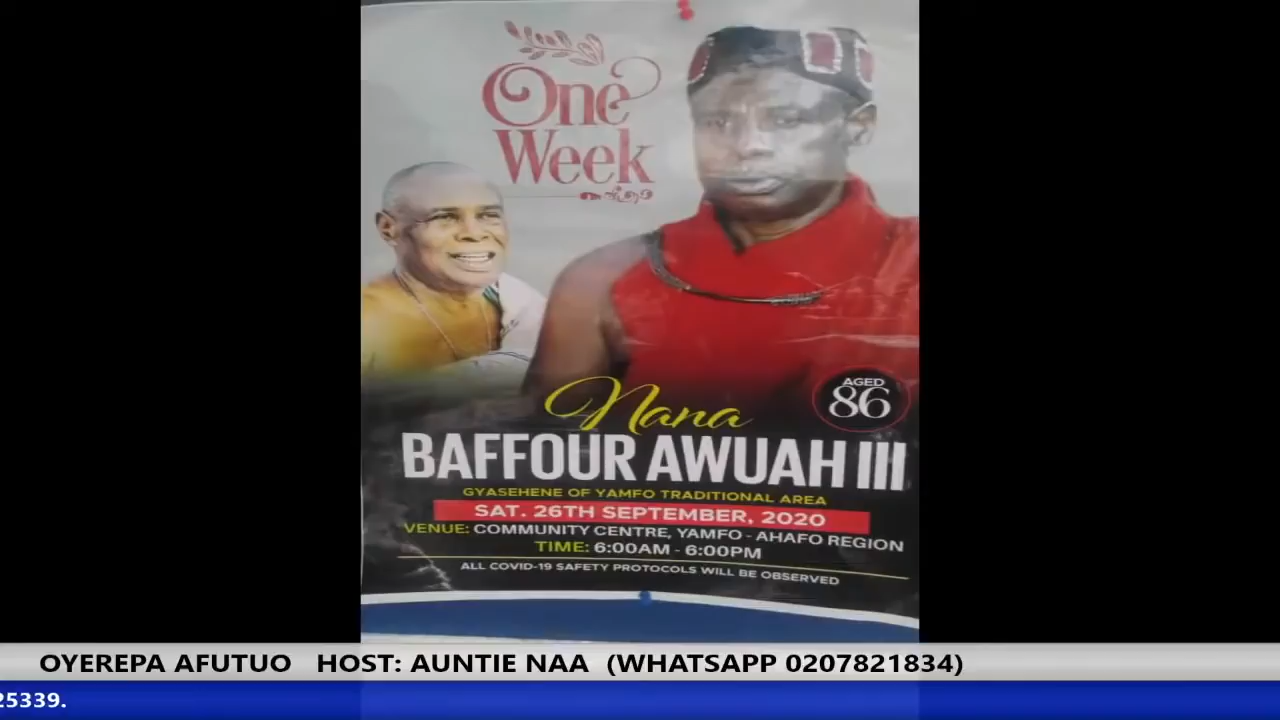 One
Week
AGED
86
Nana
BAFFOUR AWUAH III
GYASEHENE OF YAMFO TRADITIONAL AREA
SAT. 26TH SEPTEMBER, 2020
VENUE: COMMUNITY CENTRE, YAMFO - AHAFO REGION
TIME: 6:00AM - 6:00PM
ALL COVID-19 SAFETY PROTOCOLS WILL BE OBSERVED
OYEREPA AFUTUO HOST: AUNTIE NAA (WHATSAPP 0207821834)
25339.